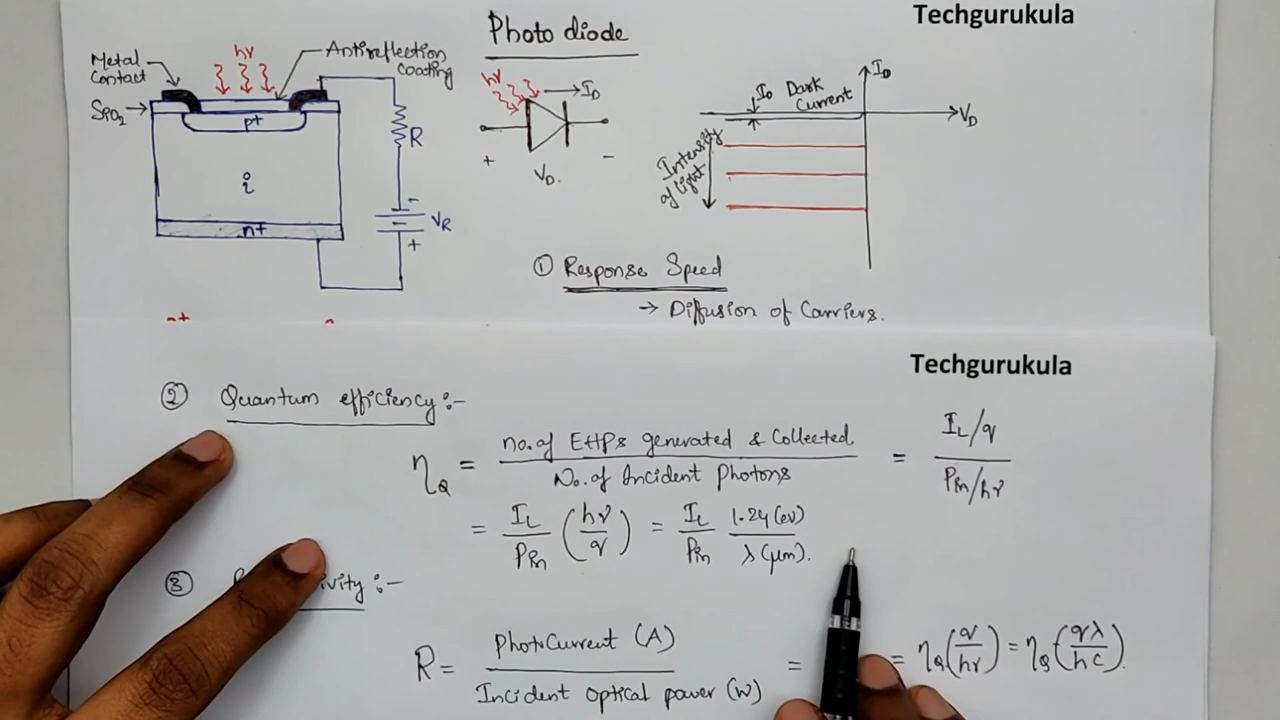 Techgurukula
Photo diode
Metal Contact
hν
Antireflection coating
SiO2
p+
i
n+
R
-
VR
+
hν
ID
+
VD.
-
I0 Dark Current
ID
VD
Intensity of light
① Response Speed
→ Diffusion of Carriers.
n+
Techgurukula
② Quantum efficiency :-
ηQ = no. of EHPs generated & Collected / No. of Incident Photons = IL/q / Pin/hν
= IL/Pin (hν/q) = IL/Pin 1.24(eV)/λ(μm).
③ :-
R = PhotoCurrent (A) / Incident optical power (W) = = ηQ(q/hν) = ηQ(qλ/hc).